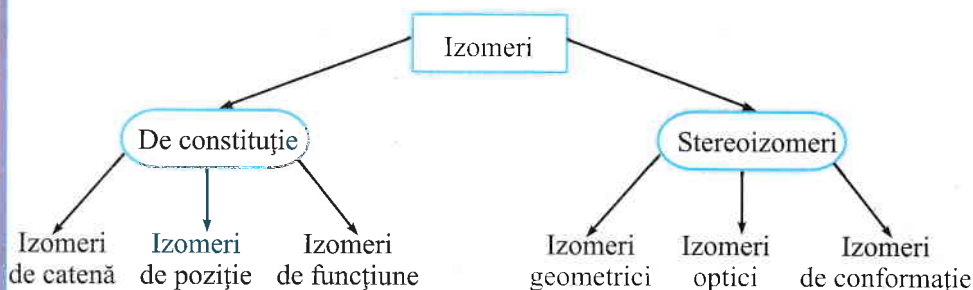 Izomeri
De constituție
Stereoizomeri
Izomeri
de catenă
Izomeri
de poziție
Izomeri
de funcțiune
Izomeri
geometrici
Izomeri
optici
Izomeri
de conformație